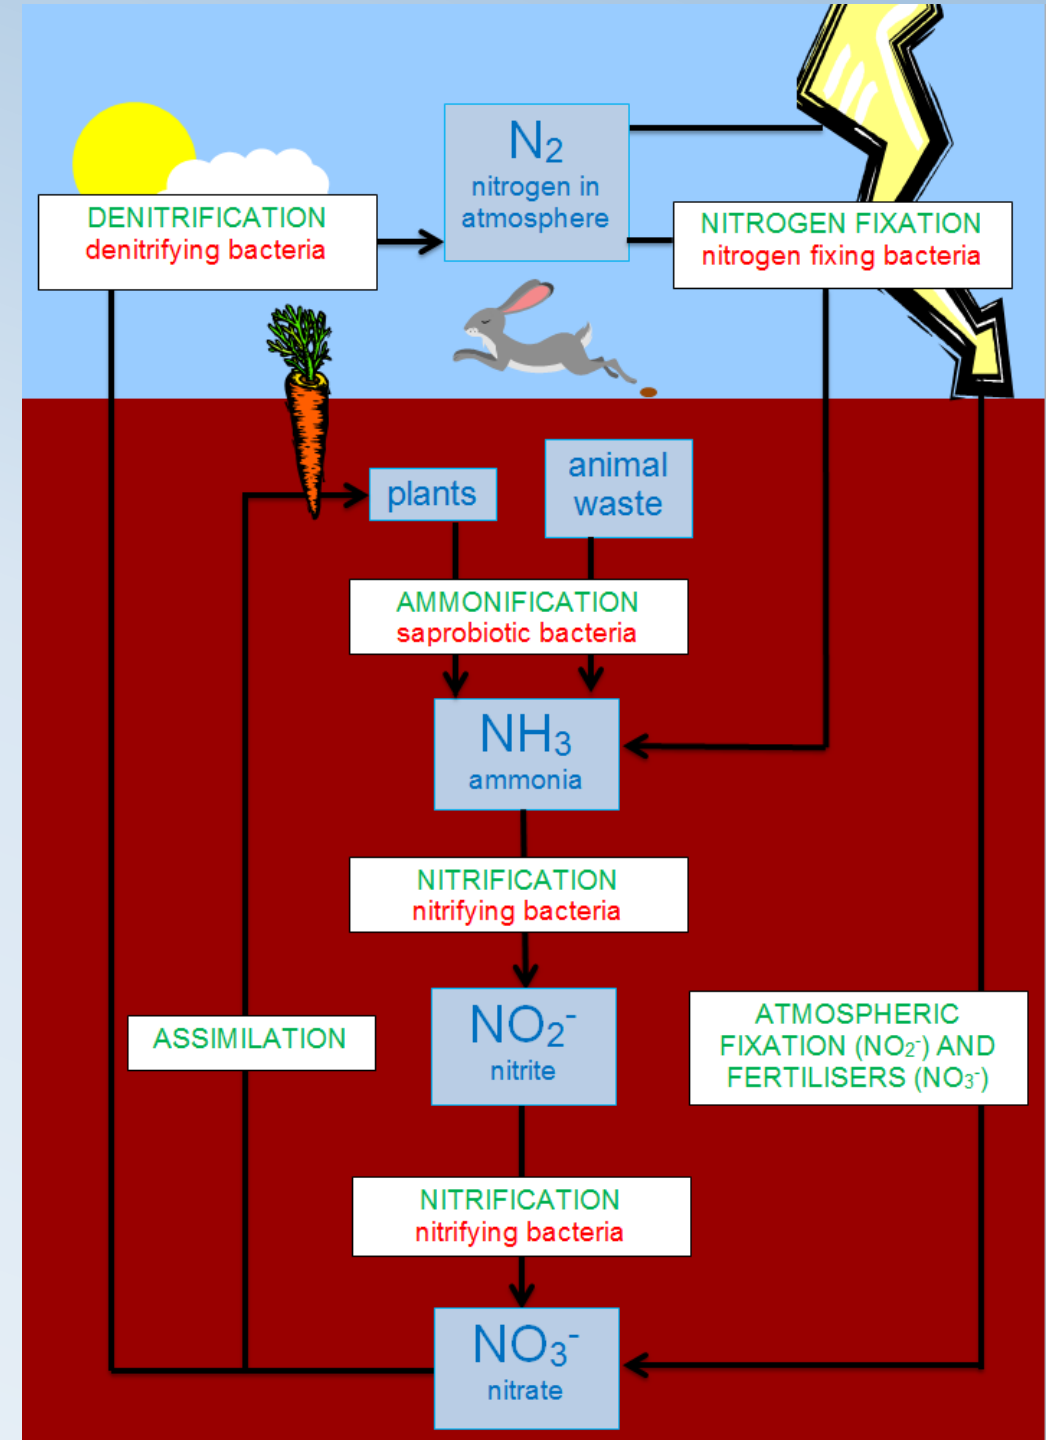 N₂
nitrogen in
atmosphere
DENITRIFICATION
denitrifying bacteria
NITROGEN FIXATION
nitrogen fixing bacteria
plants
animal
waste
AMMONIFICATION
saprobiotic bacteria
NH₃
ammonia
NITRIFICATION
nitrifying bacteria
NO₂⁻
nitrite
ASSIMILATION
ATMOSPHERIC
FIXATION (NO₂⁻) AND
FERTILISERS (NO₃⁻)
NITRIFICATION
nitrifying bacteria
NO₃⁻
nitrate